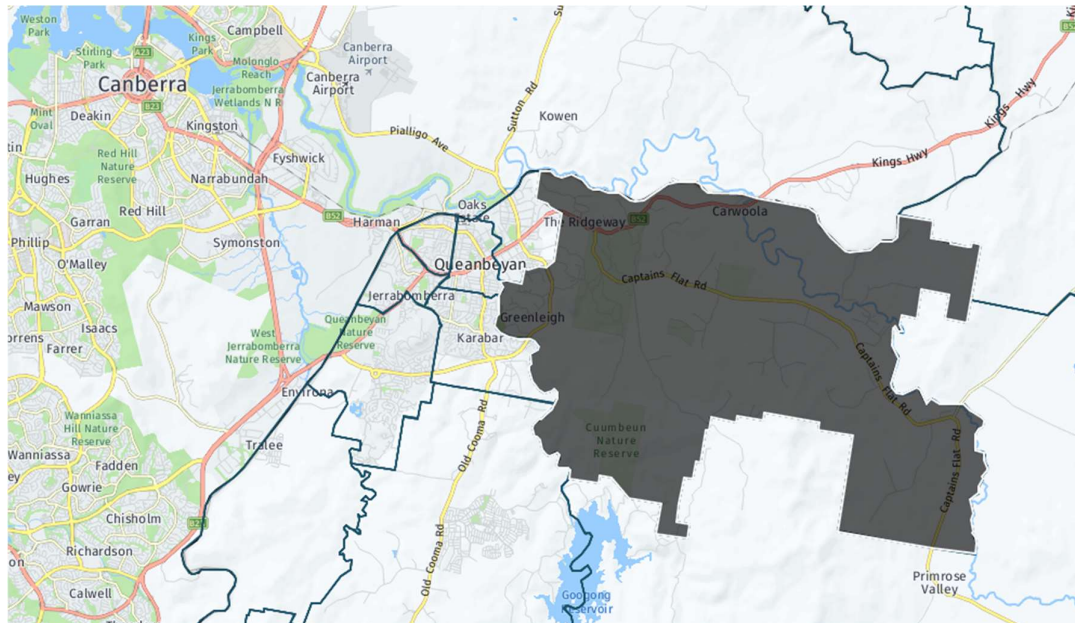 Weston
Park
Campbell
Kings
Park
Stirling
Park
A23
Molonglo
Reach
Canberra
Airport
Canberra
Airport
Canberra
Jerrabomberra
Wetlands N R
B23
Mint
Oval
Deakin
Kingston
Pialligo Ave
Sutton Rd
Kowen
Kings Hwy
Kings Hwy
B52
Red Hill
Nature
Reserve
Fyshwick
Hughes
Narrabundah
Garran
Red Hill
B52
Harman
Oaks
Estate
The Ridgeway
B52
Carwoola
Phillip
Symonston
O'Malley
Queanbeyan
Captains Flat Rd
Mawson
Jerrabomberra
Isaacs
Farrer
West
Jerrabomberra
Nature Reserve
Queanbeyan
Nature
Reserve
Greenleigh
Karabar
Captains Flat Rd
Environa
Wanniassa
Hill Nature
Reserve
Tralee
Old Cooma Rd
Cuumbeun
Nature
Reserve
Captains Flat Rd
Wanniassa
Fadden
Gowrie
Chisholm
Old Cooma Rd
Richardson
Calwell
Googong
Reservoir
Primrose
Valley